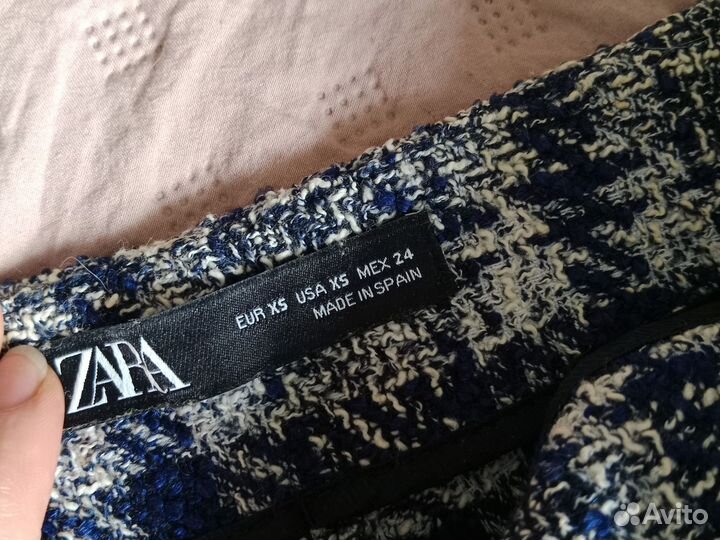 ZARA
EUR XS USA XS MEX 24
MADE IN SPAIN
Avito